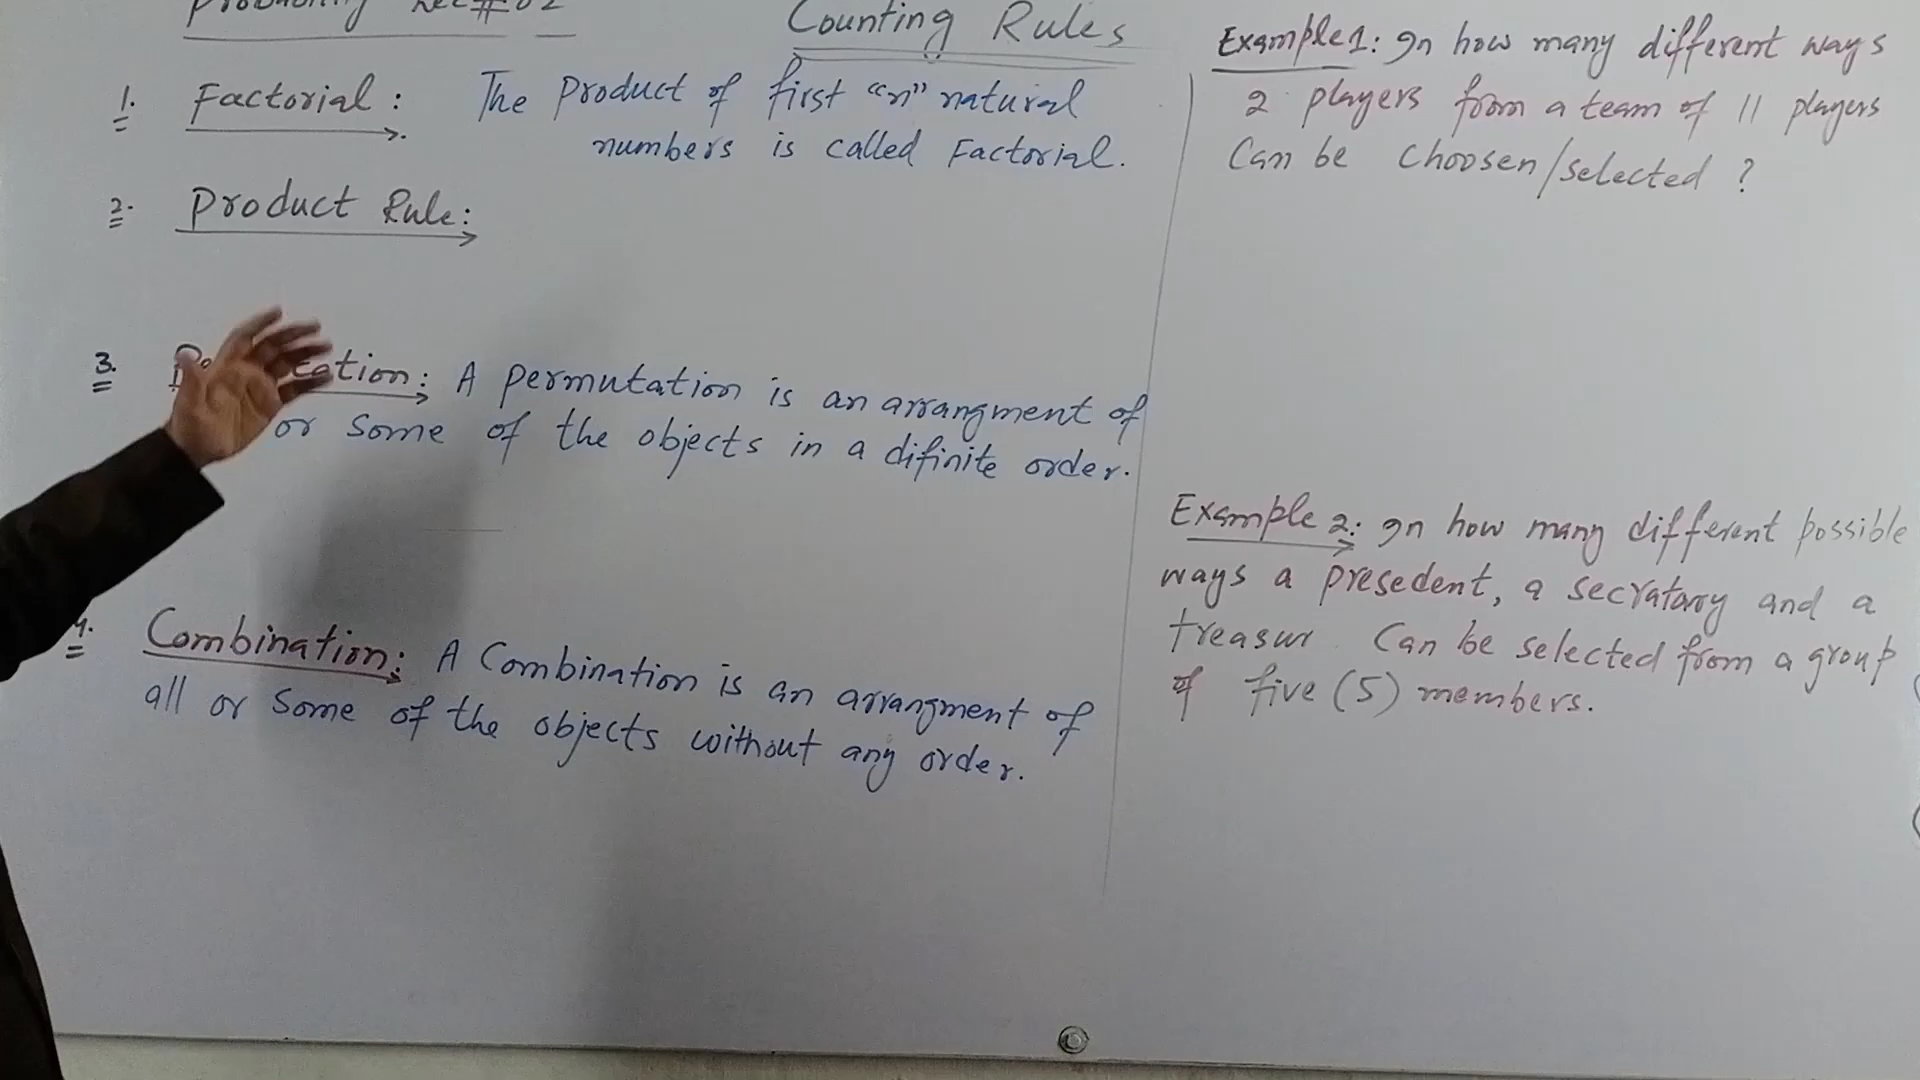 Probability Lec#02
Counting Rules
1. Factorial: The Product of first "n" natural
numbers is called Factorial.
2. Product Rule:
3. A Permutation is an arrangment of
or Some of the objects in a difinite order.
4. Combination: A Combination is an arrangment of
all or Some of the objects without any order.
Example 1: In how many different ways
2 players from a team of 11 players
Can be Choosen/selected ?
Example 2: In how many different possible
ways a presedent, a secratary and a
treasur Can be selected from a group
of five (5) members.